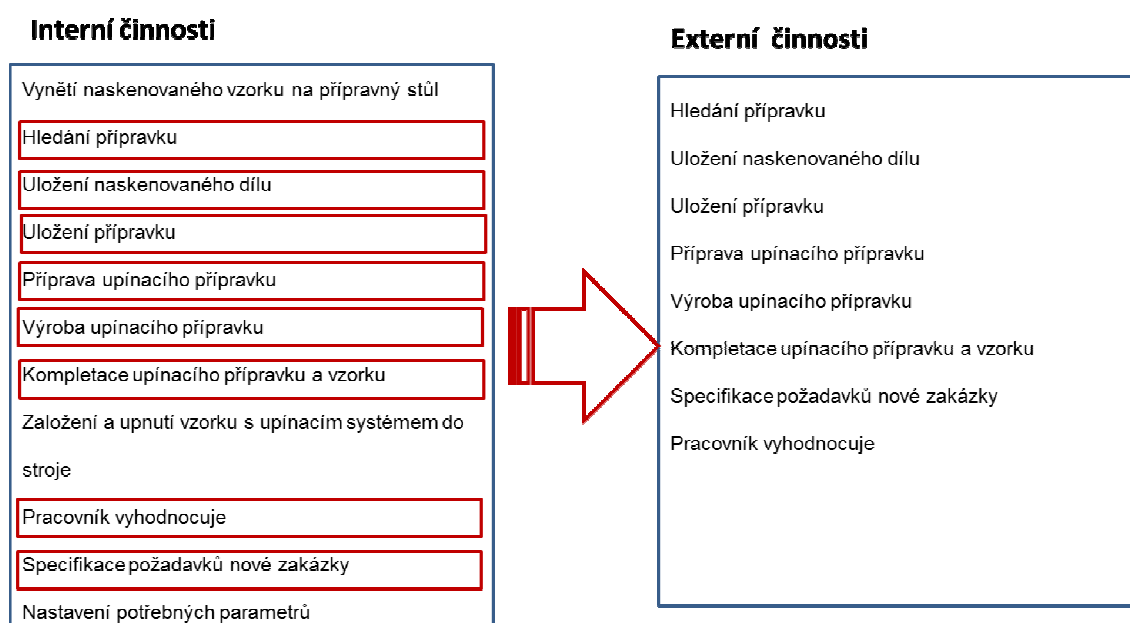 Interní činnosti
Vynětí naskenovaného vzorku na přípravný stůl
Hledání přípravku
Uložení naskenovaného dílu
Uložení přípravku
Příprava upínacího přípravku
Výroba upínacího přípravku
Kompletace upínacího přípravku a vzorku
Založení a upnutí vzorku s upínacím systémem do
stroje
Pracovník vyhodnocuje
Specifikace požadavků nové zakázky
Nastavení potřebných parametrů
Externí činnosti
Hledání přípravku
Uložení naskenovaného dílu
Uložení přípravku
Příprava upínacího přípravku
Výroba upínacího přípravku
Kompletace upínacího přípravku a vzorku
Specifikace požadavků nové zakázky
Pracovník vyhodnocuje